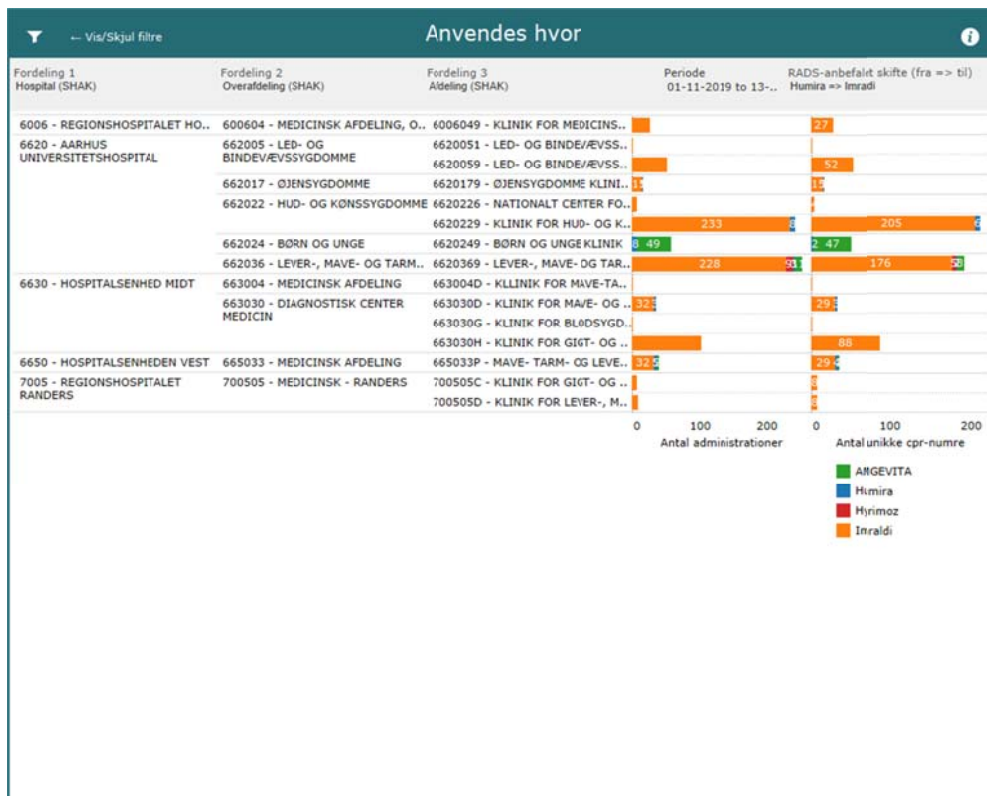 ← Vis/Skjul filtre
Anvendes hvor
Fordeling 1
Hospital (SHAK)
Fordeling 2
Overafdeling (SHAK)
Fordeling 3
Afdeling (SHAK)
Periode
01-11-2019 to 13-..
RADS-anbefalet skifte (fra => til)
Humira => Imradi
6006 - REGIONSHOSPITALET HO.. 600604 - MEDICINSK AFDELING, O.. 6006049 - KLINIK FOR MEDICINS.. 27
6620 - AARHUS UNIVERSITETSHOSPITAL 662005 - LED- OG BINDEVÆVSSYGDOMME 6620051 - LED- OG BINDEVÆVSS..
6620059 - LED- OG BINDEVÆVSS.. 52
662017 - ØJENSYGDOMME 6620179 - ØJENSYGDOMME KLINI..
662022 - HUD- OG KØNSSYGDOMME 6620226 - NATIONALT CENTER FO..
6620229 - KLINIK FOR HUD- OG K.. 233 205
662024 - BØRN OG UNGE 6620249 - BØRN OG UNGE KLINIK 8 49 2 47
662036 - LEVER-, MAVE- OG TARM.. 6620369 - LEVER-, MAVE- OG TAR.. 228 176
6630 - HOSPITALSENHED MIDT 663004 - MEDICINSK AFDELING 663004D - KLLINIK FOR MAVE-TA..
663030 - DIAGNOSTISK CENTER MEDICIN 663030D - KLINIK FOR MAVE- OG .. 32 29
663030G - KLINIK FOR BLODSYGD..
663030H - KLINIK FOR GIGT- OG .. 88
6650 - HOSPITALSENHEDEN VEST 665033 - MEDICINSK AFDELING 665033P - MAVE- TARM- OG LEVE.. 32 29
7005 - REGIONSHOSPITALET RANDERS 700505 - MEDICINSK - RANDERS 700505C - KLINIK FOR GIGT- OG ..
700505D - KLINIK FOR LEVER-, M..
0 100 200 0 100 200
Antal administrationer Antal unikke cpr-numre
AMGEVITA
Humira
Hyrimoz
Imraldi